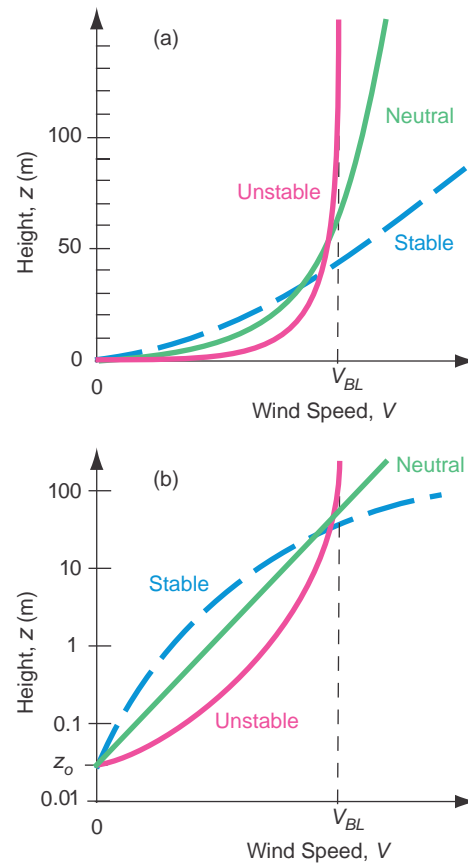 (a)
Height, z (m)
100
50
0
Neutral
Unstable
Stable
0
V_BL
Wind Speed, V
(b)
Height, z (m)
100
10
1
0.1
z_o
0.01
Neutral
Stable
Unstable
0
V_BL
Wind Speed, V